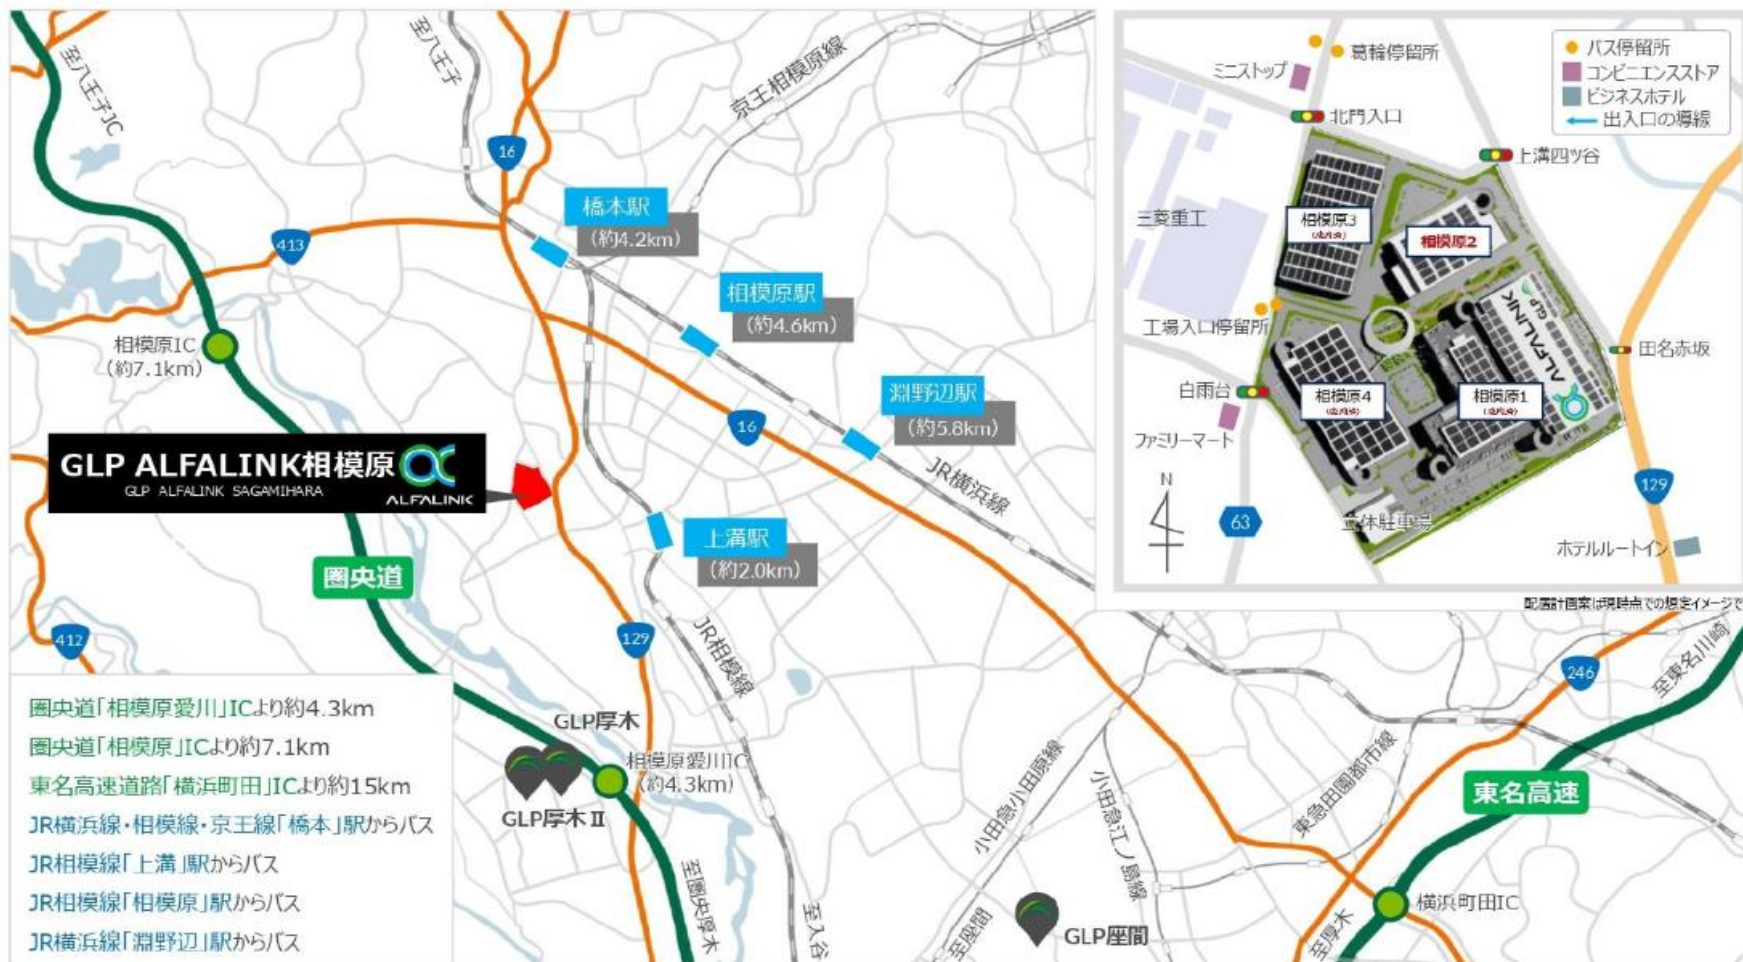 至八王子JC
至八王子
京王相模原線
16
413
橋本駅
(約4.2km)
相模原駅
(約4.6km)
淵野辺駅
(約5.8km)
相模原IC
(約7.1km)
16
JR横浜線
GLP ALFALINK相模原
GLP ALFALINK SAGAMIHARA
ALFALINK
上溝駅
(約2.0km)
圏央道
412
129
JR相模線
圏央道「相模原愛川」ICより約4.3km
圏央道「相模原」ICより約7.1km
東名高速道路「横浜町田」ICより約15km
JR横浜線・相模線・京王線「橋本」駅からバス
JR相模線「上溝」駅からバス
JR相模線「相模原」駅からバス
JR横浜線「淵野辺」駅からバス
GLP厚木
GLP厚木Ⅱ
相模原愛川IC
(約4.3km)
至圏央厚木
至入谷
小田急小田原線
小田急江ノ島線
至座間
GLP座間
東急田園都市線
246
至東名川崎
東名高速
横浜町田IC
至厚木
バス停留所
コンビニエンスストア
ビジネスホテル
出入口の導線
葛輪停留所
ミニストップ
北門入口
上溝四ツ谷
三菱重工
相模原3
相模原2
工場入口停留所
GLP
ALFALINK
田名赤坂
白雨台
相模原4
相模原1
ファミリーマート
N
63
立体駐車場
129
ホテルルートイン
配置計画案は現時点での想定イメージで